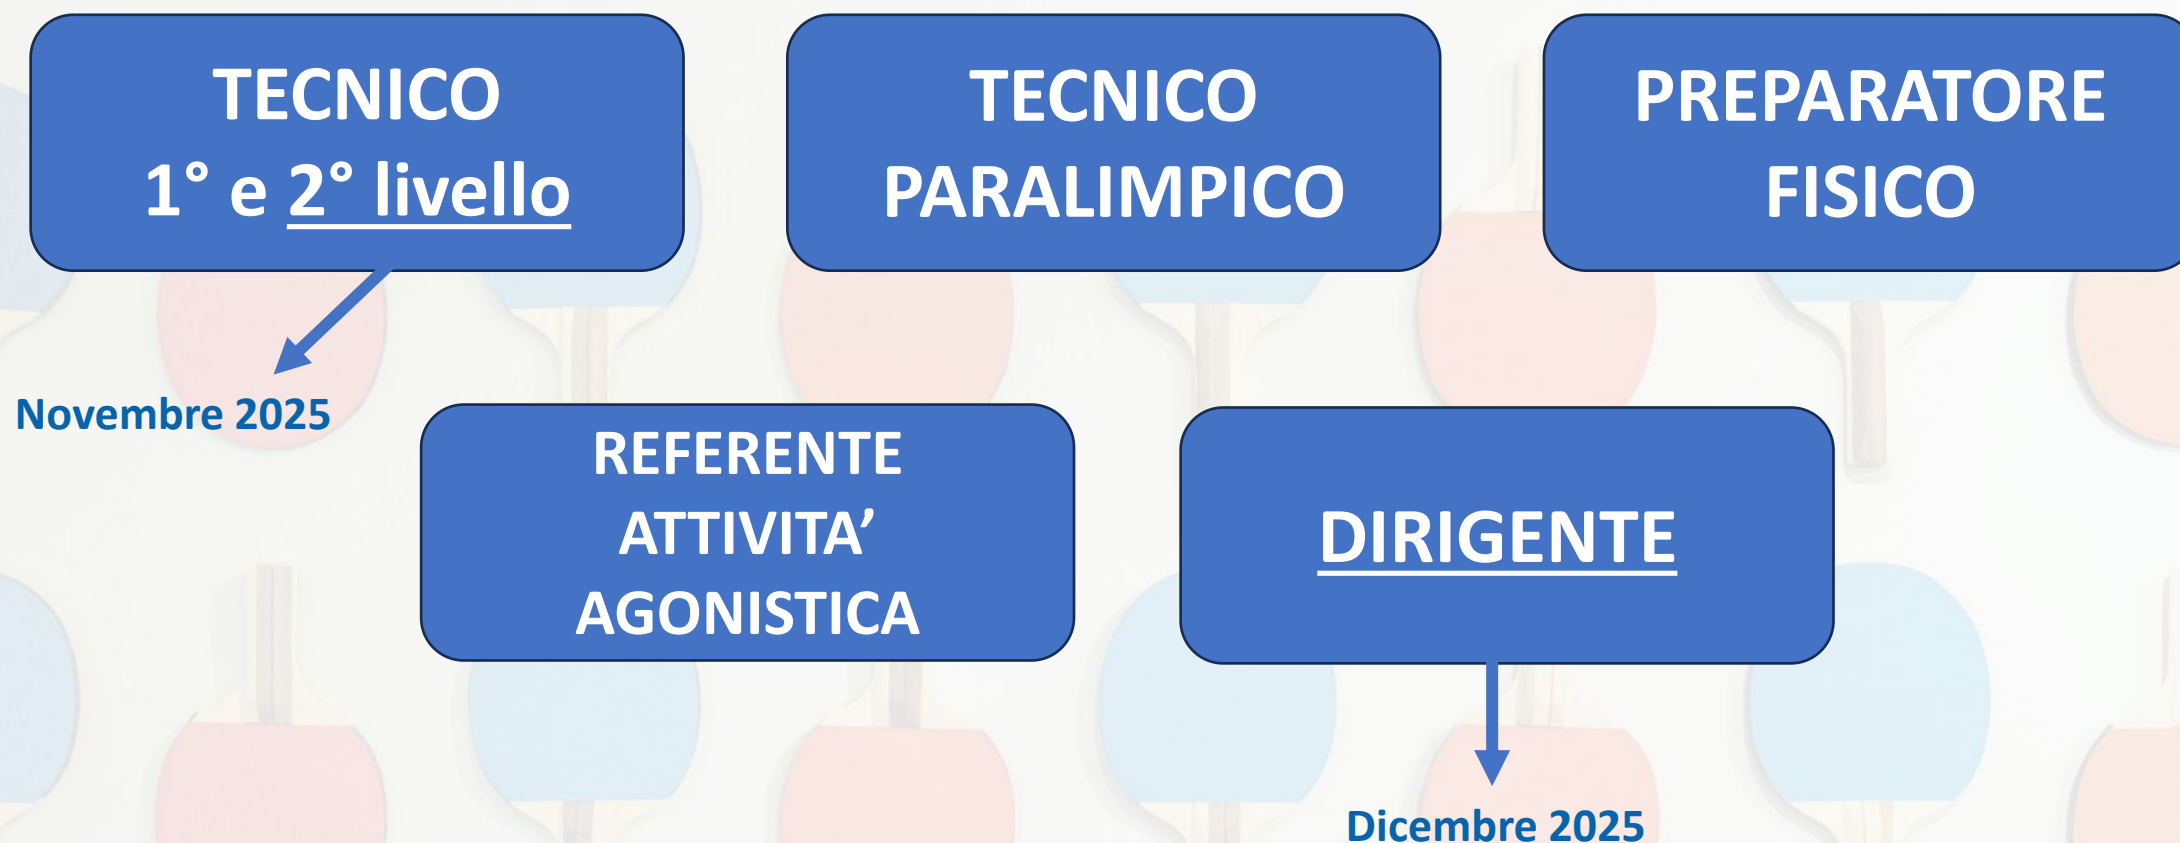 TECNICO
1° e 2° livello
TECNICO
PARALIMPICO
PREPARATORE
FISICO
Novembre 2025
REFERENTE
ATTIVITA’
AGONISTICA
DIRIGENTE
Dicembre 2025